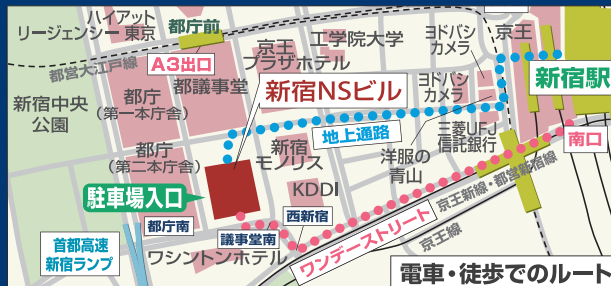 ハイアット
リージェンシー東京
都庁前
都営大江戸線
A3出口
京王
プラザホテル
工学院大学
ヨドバシ
カメラ
京王
新宿駅
新宿中央
公園
都庁
(第一本庁舎)
都議事堂
新宿NSビル
ヨドバシ
カメラ
地上通路
三菱UFJ
信託銀行
南口
都庁
(第二本庁舎)
新宿
モノリス
洋服の
青山
KDDI
駐車場入口
都庁南
議事堂南
西新宿
京王新線・都営新宿線
京王線
ワンデーストリート
首都高速
新宿ランプ
ワシントンホテル
電車・徒歩でのルート